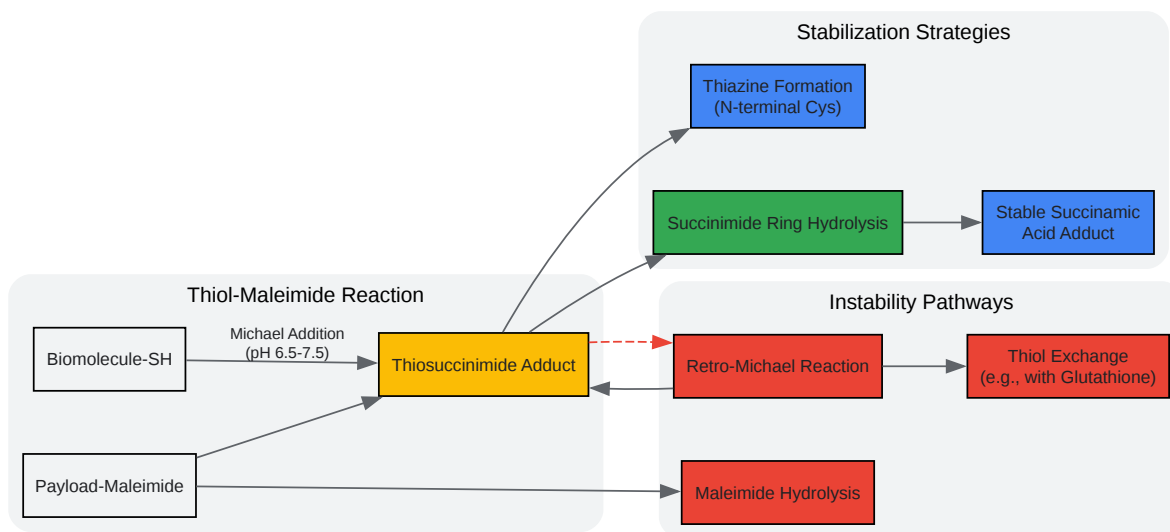 Stabilization Strategies
Thiazine Formation
(N-terminal Cys)
Succinimide Ring Hydrolysis
Stable Succinamic
Acid Adduct
Thiol-Maleimide Reaction
Biomolecule-SH
Michael Addition
(pH 6.5-7.5)
Thiosuccinimide Adduct
Payload-Maleimide
Instability Pathways
Retro-Michael Reaction
Thiol Exchange
(e.g., with Glutathione)
Maleimide Hydrolysis